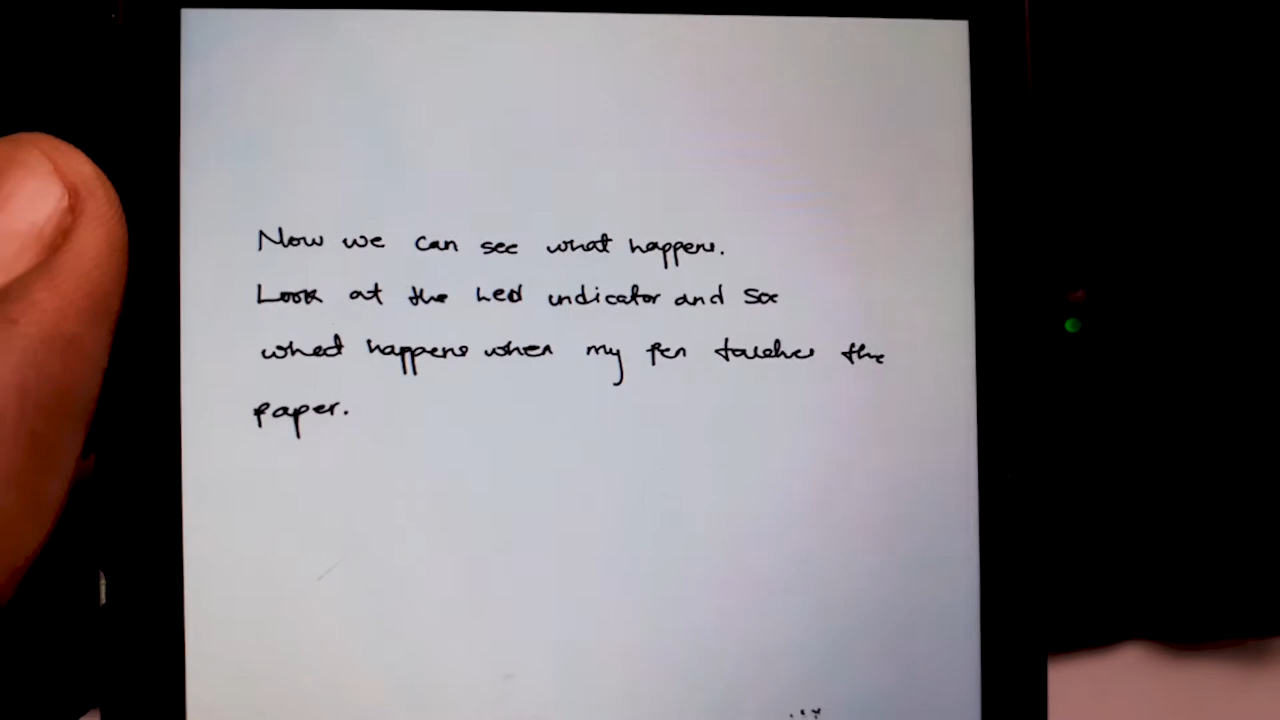 Now we can see what happens.
Look at the led indicator and see
what happens when my pen touches the
paper.